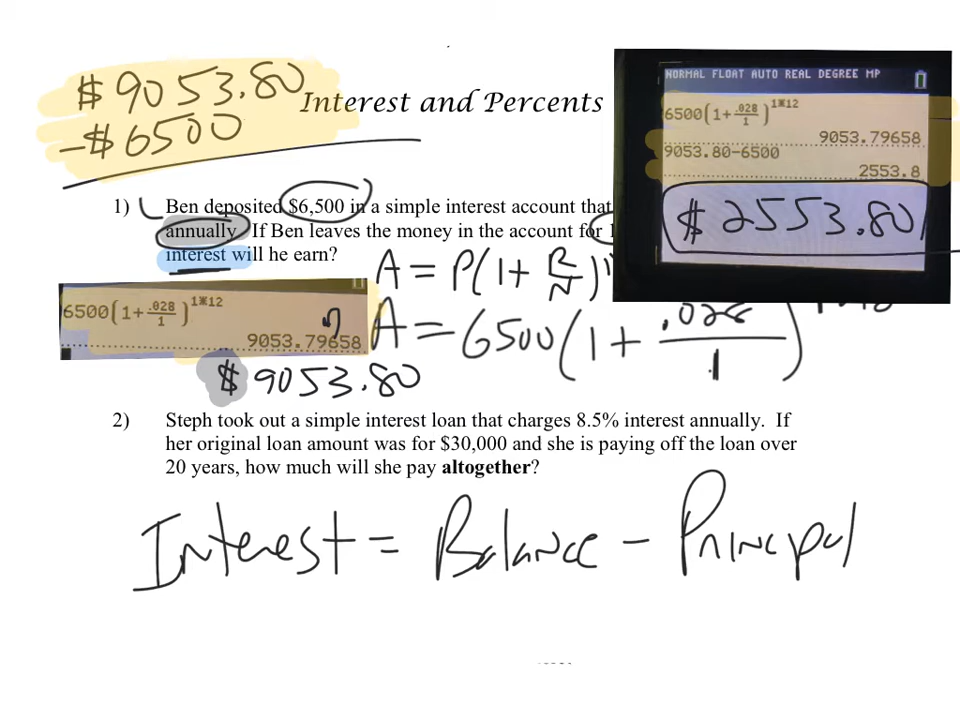 $9053.80
-$6500
Interest and Percents
NORMAL FLOAT AUTO REAL DEGREE MP
6500(1+.028/1)^1*12
9053.79658
9053.80-6500
2553.8
$2553.80
1) Ben deposited $6,500 in a simple interest account that
annually. If Ben leaves the money in the account for 1
interest will he earn?
A = P(1+ R/N)
6500(1+.028/1)^1*12
9053.79658
A = 6500(1+ .028/1)
$9053.80
2) Steph took out a simple interest loan that charges 8.5% interest annually. If
her original loan amount was for $30,000 and she is paying off the loan over
20 years, how much will she pay altogether?
Interest = Balance - Principal